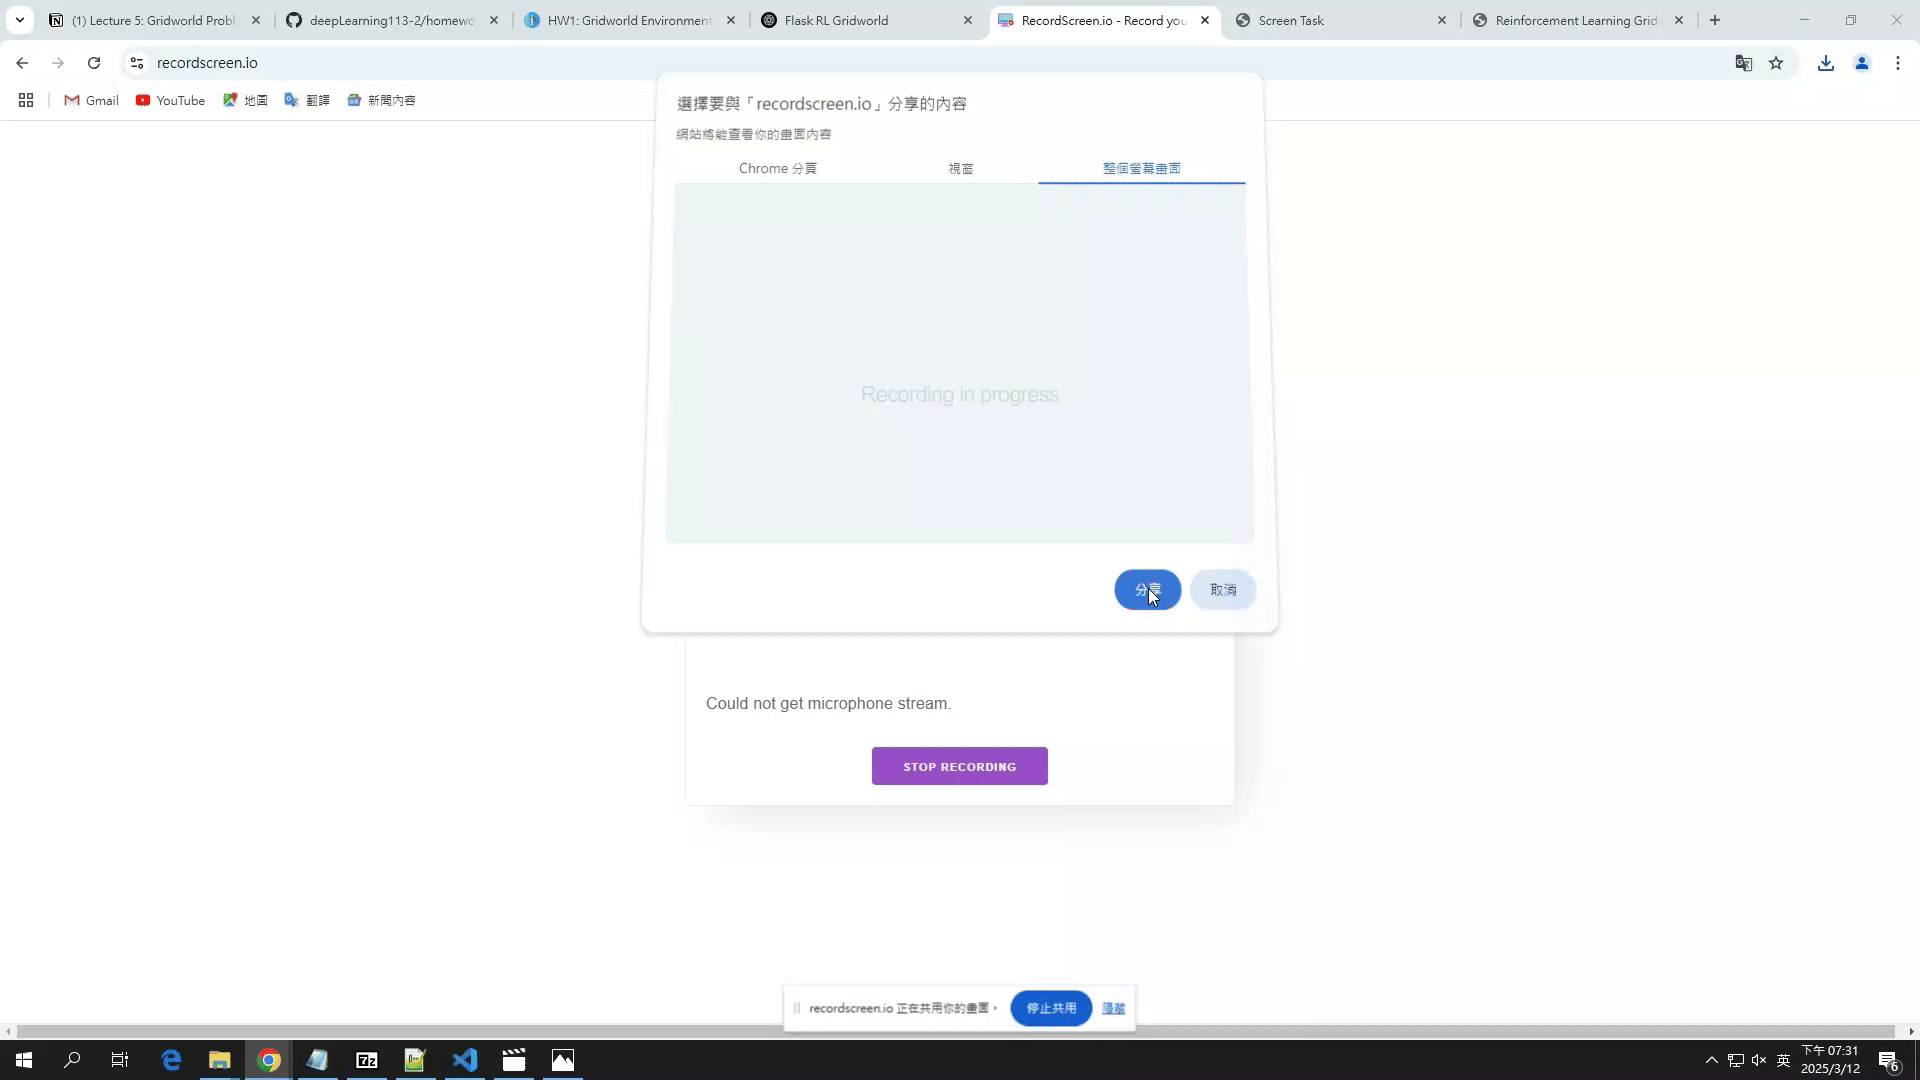 (1) Lecture 5: Gridworld Probl
deepLearning113-2/homewo
HW1: Gridworld Environment
Flask RL Gridworld
RecordScreen.io - Record you
Screen Task
Reinforcement Learning Grid
recordscreen.io
Gmail
YouTube
地圖
翻譯
新聞內容
選擇要與「recordscreen.io」分享的內容
網站將能查看你的畫面內容
Chrome 分頁
視窗
整個螢幕畫面
Recording in progress
分享
取消
Could not get microphone stream.
STOP RECORDING
recordscreen.io 正在共用你的畫面。
停止共用
隱藏
7z
英
下午 07:31
2025/3/12
6